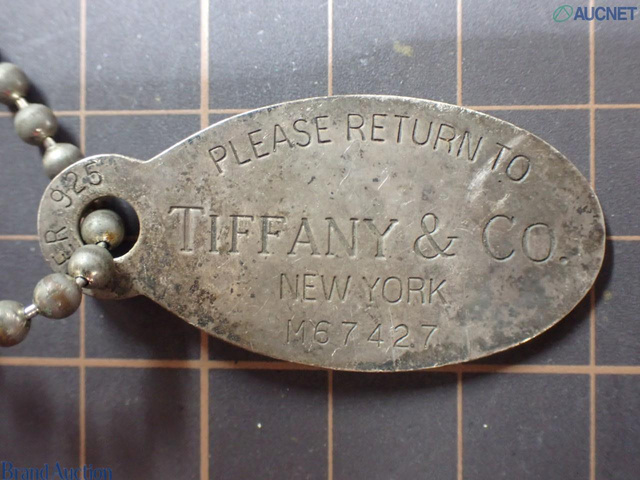 AUCNET
PLEASE RETURN TO
TIFFANY & CO.
NEW YORK
M67427
ER 925
Brand Auction